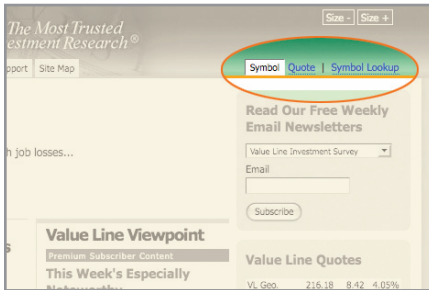 Size - Size +
The Most Trusted
estment Research®
pport Site Map
Symbol Quote | Symbol Lookup
Read Our Free Weekly
Email Newsletters
h job losses...
Value Line Investment Survey
Email
Subscribe
Value Line Viewpoint
Premium Subscriber Content
s
This Week's Especially
Noteworthy
Value Line Quotes
VL Geo. 216.18 8.42 4.05%